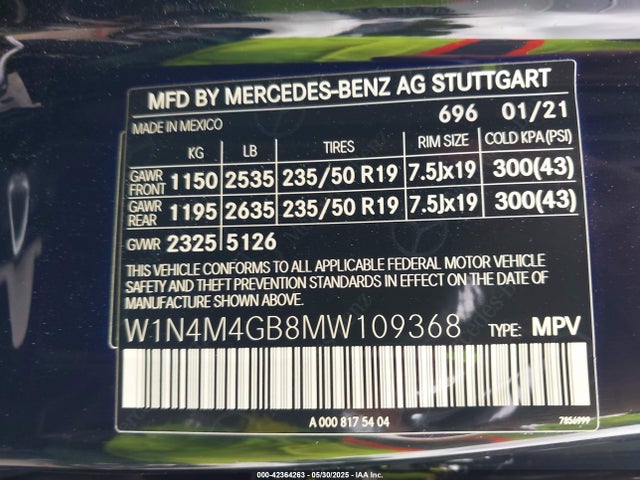 MFD BY MERCEDES-BENZ AG STUTTGART
MADE IN MEXICO 696 01/21
KG LB TIRES RIM SIZE COLD KPA(PSI)
GAWR FRONT 1150 2535 235/50 R19 7.5Jx19 300(43)
GAWR REAR 1195 2635 235/50 R19 7.5Jx19 300(43)
GVWR 2325 5126
THIS VEHICLE CONFORMS TO ALL APPLICABLE FEDERAL MOTOR VEHICLE
SAFETY AND THEFT PREVENTION STANDARDS IN EFFECT ON THE DATE
OF MANUFACTURE SHOWN ABOVE.
W1N4M4GB8MW109368 TYPE: MPV
A 000 817 54 04 7856999
000-42364263 - 05/30/2025 - IAA Inc.